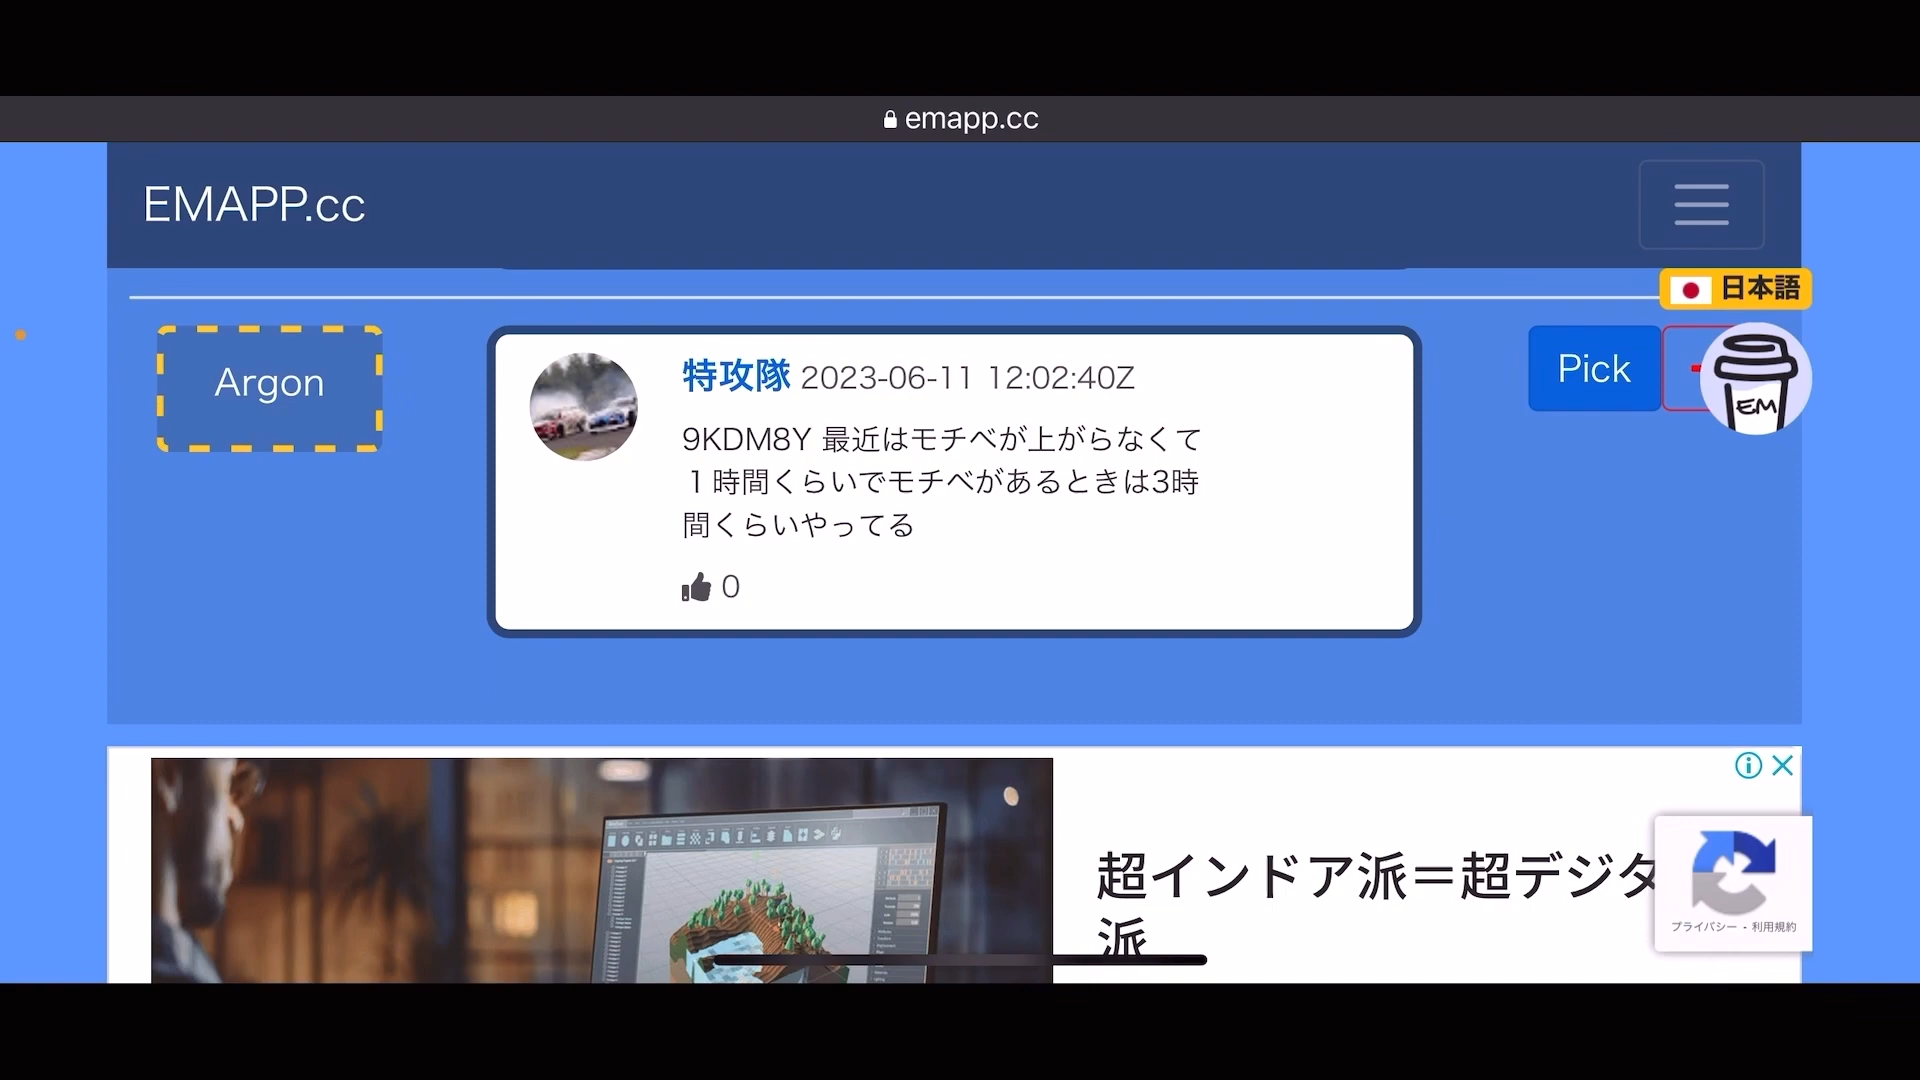 emapp.cc
EMAPP.cc
日本語
Argon
特攻隊 2023-06-11 12:02:40Z
Pick
EM
9KDM8Y 最近はモチベが上がらなくて
１時間くらいでモチベがあるときは3時
間くらいやってる
0
超インドア派＝超デジタ
派
プライバシー - 利用規約